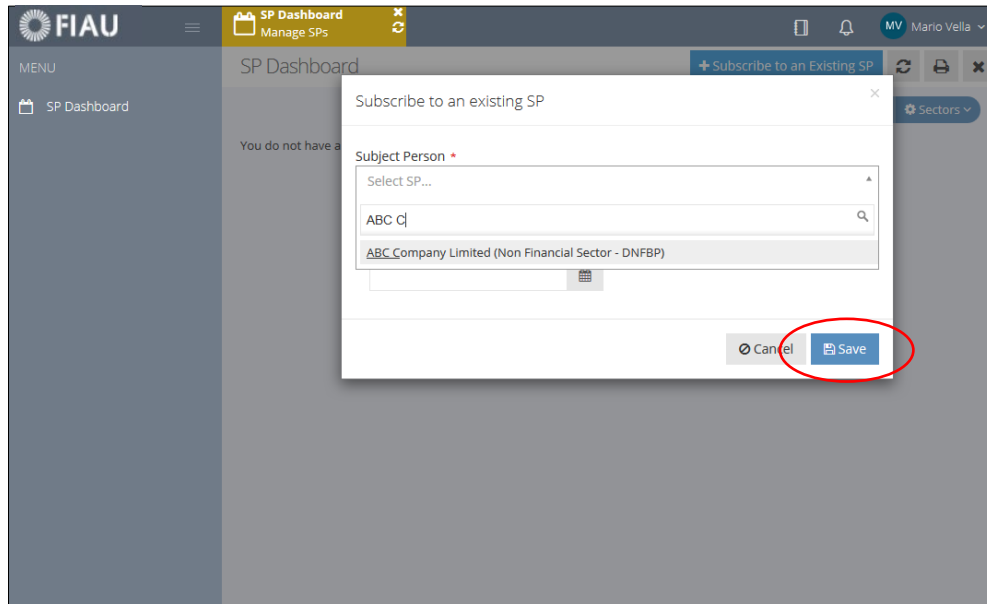 FIAU
SP Dashboard
Manage SPs
MV Mario Vella
MENU
SP Dashboard
SP Dashboard
+ Subscribe to an Existing SP
Sectors
You do not have a
Subscribe to an existing SP
Subject Person *
Select SP...
ABC C
ABC Company Limited (Non Financial Sector - DNFBP)
Cancel
Save